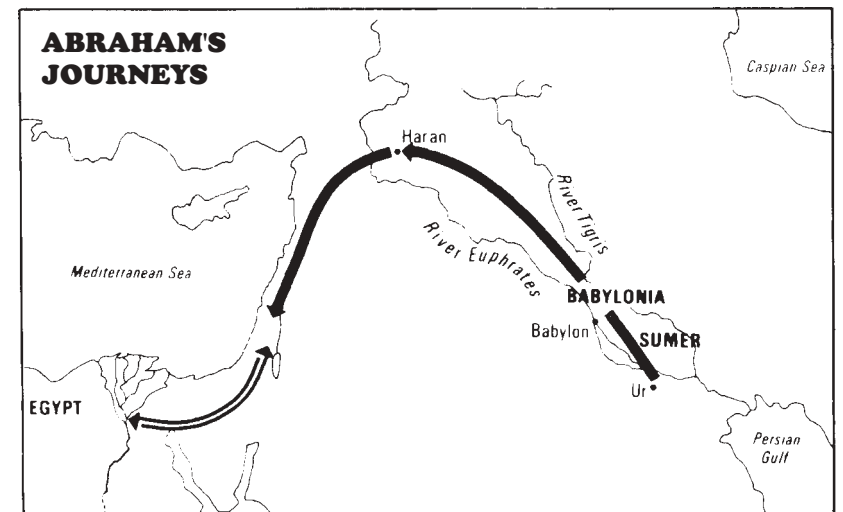 ABRAHAM'S
JOURNEYS
Caspian Sea
Haran
River Tigris
River Euphrates
Mediterranean Sea
BABYLONIA
Babylon
SUMER
Ur
EGYPT
Persian
Gulf